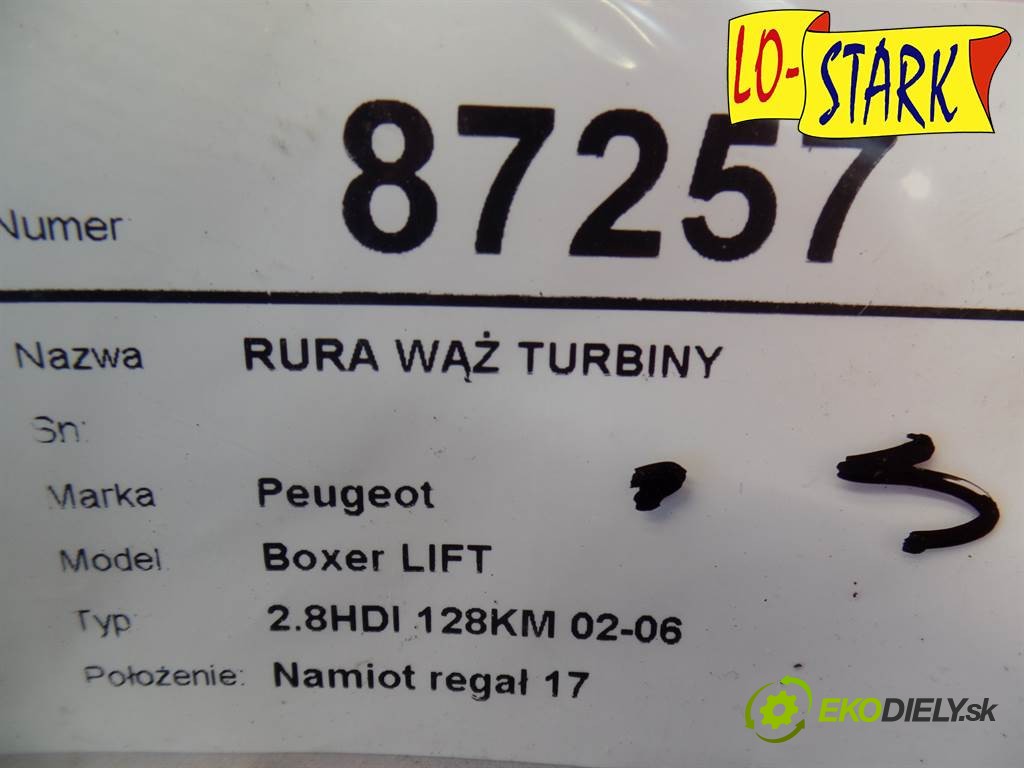 LO-STARK
Numer 87257
Nazwa RURA WĄŻ TURBINY
Sn:
Marka Peugeot
Model Boxer LIFT
Typ 2.8HDI 128KM 02-06
Położenie: Namiot regał 17
EKODIELY.sk